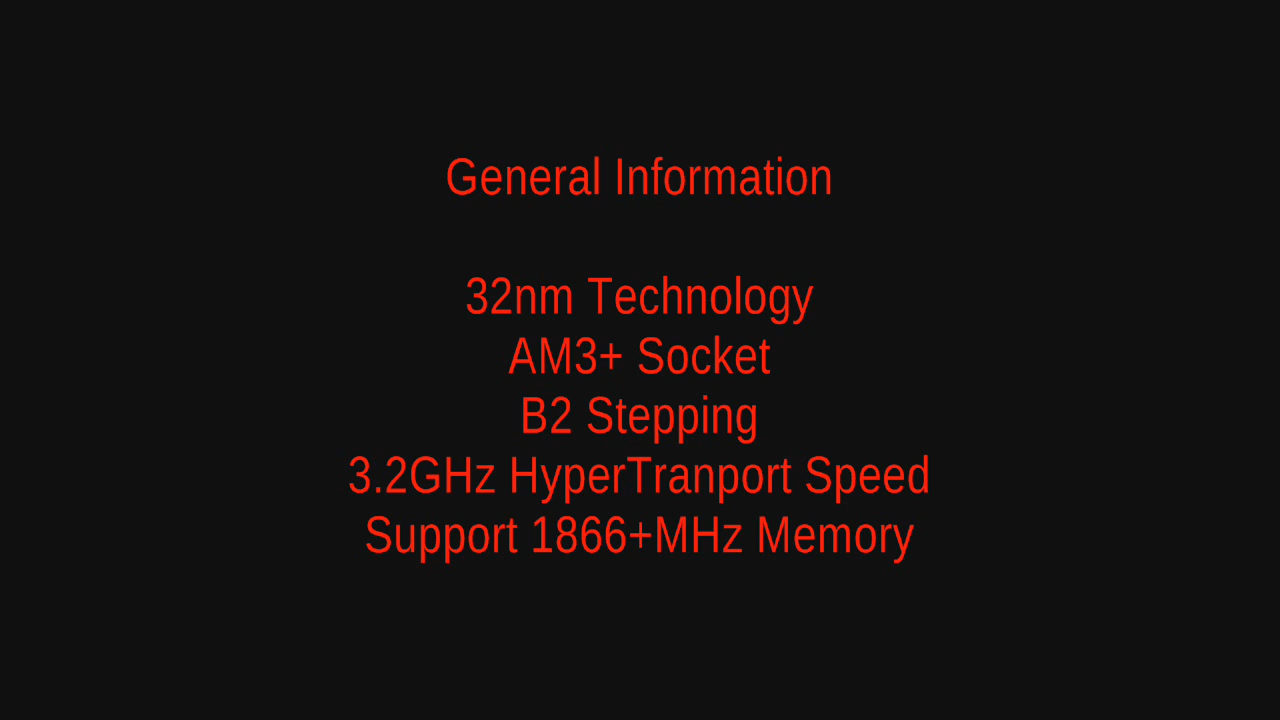 General Information
32nm Technology
AM3+ Socket
B2 Stepping
3.2GHz HyperTranport Speed
Support 1866+MHz Memory